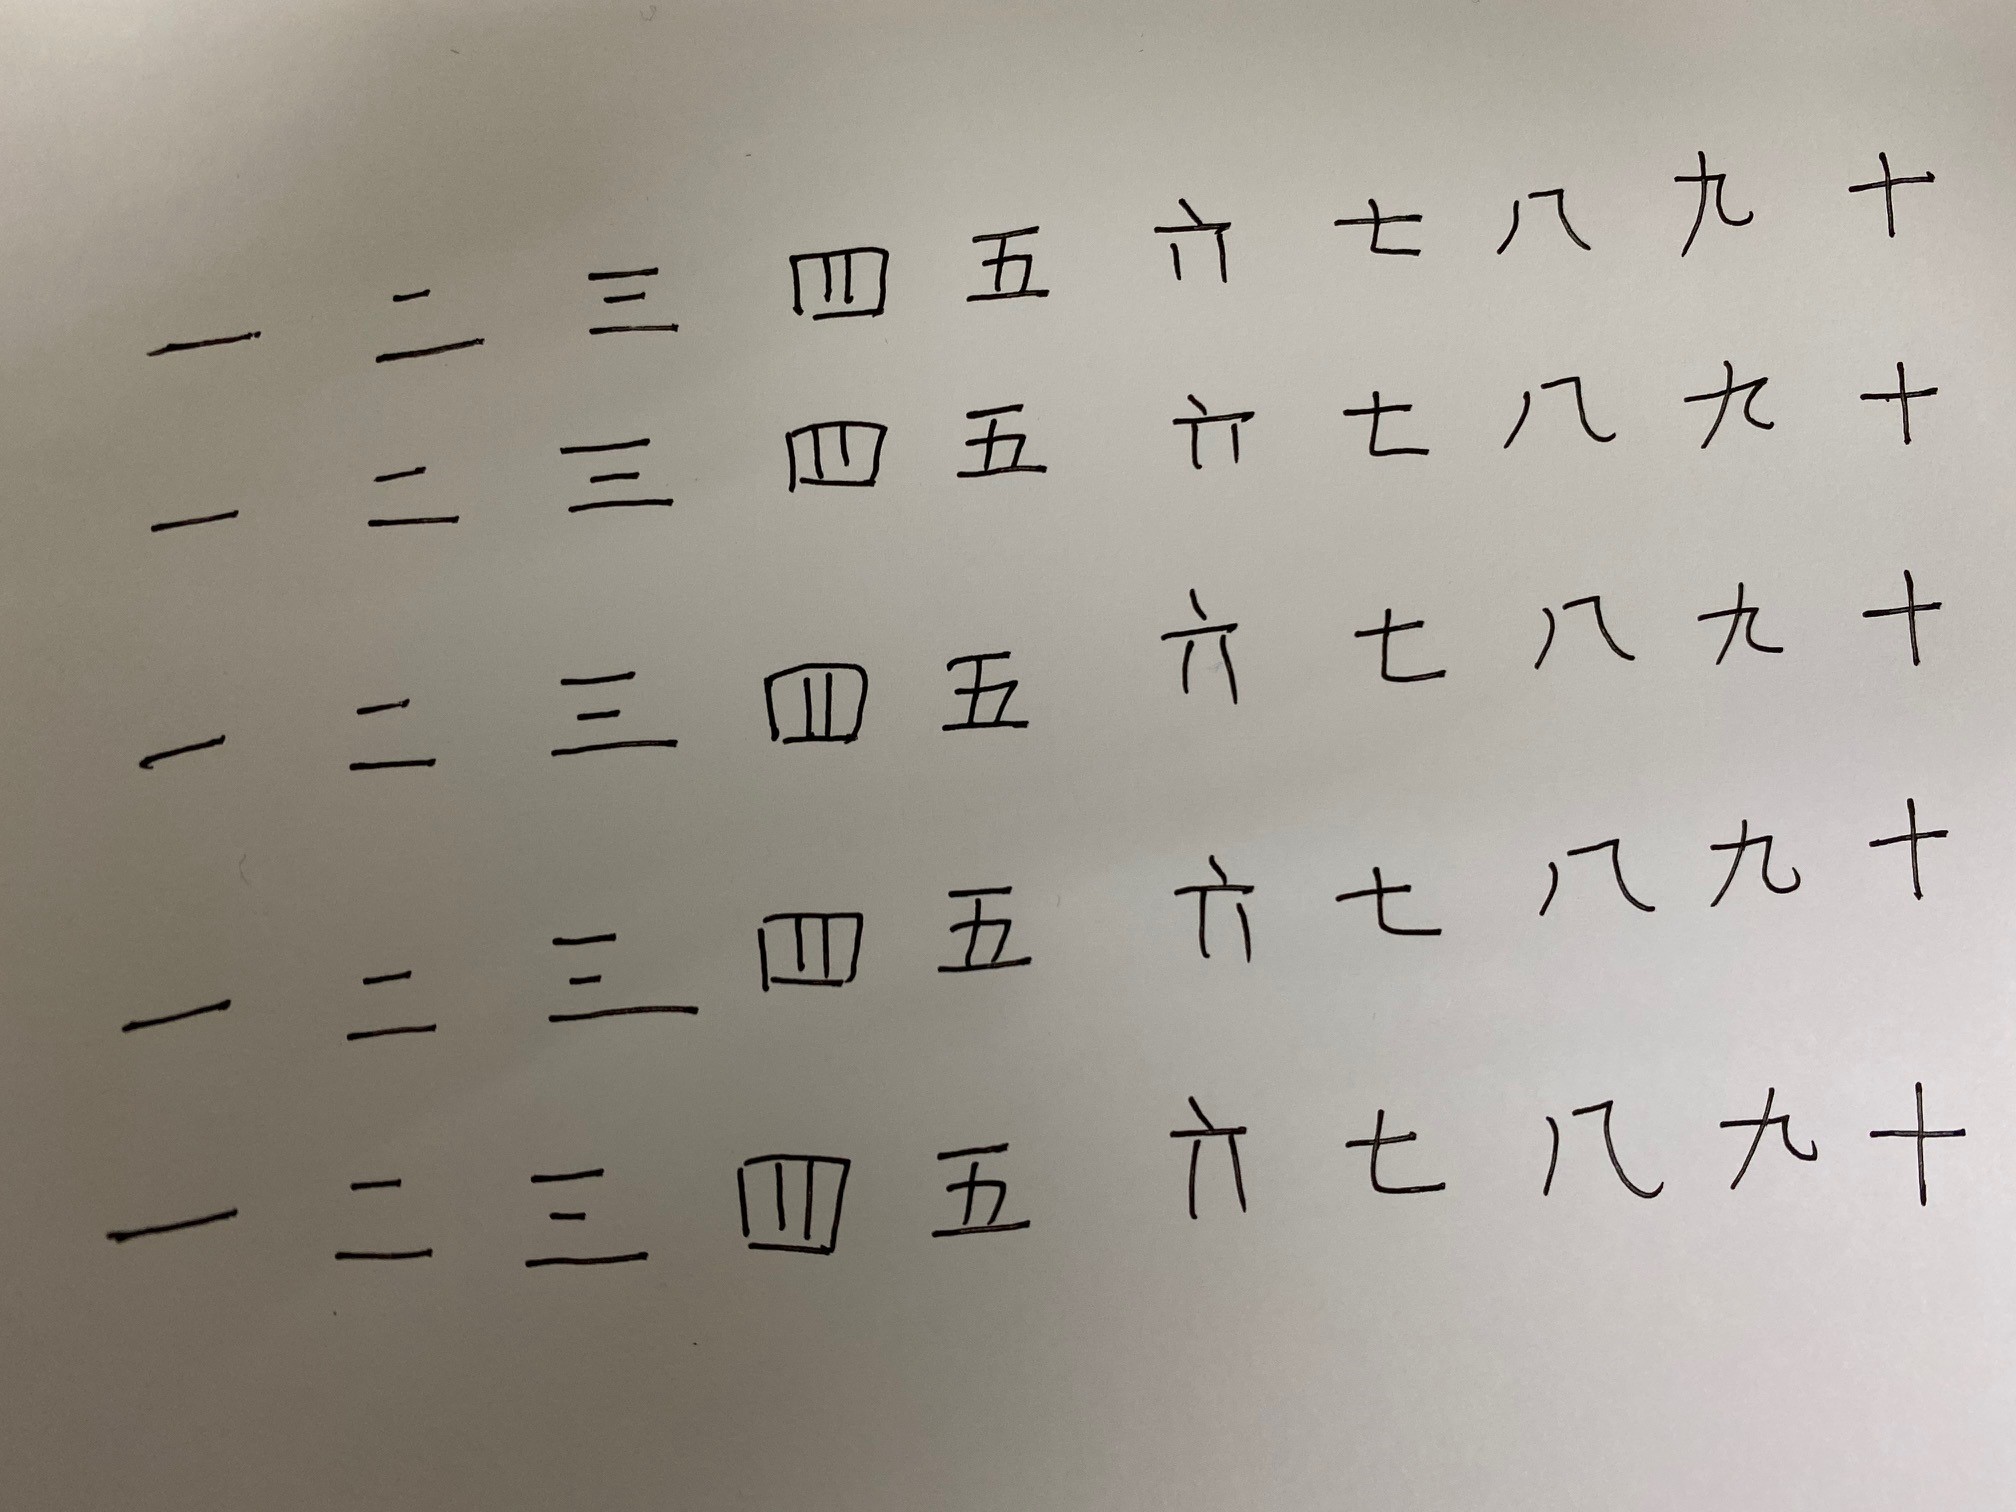 一 二 三 四 五 六 七 八 九 十
一 二 三 四 五 六 七 八 九 十
一 二 三 四 五 六 七 八 九 十
一 二 三 四 五 六 七 八 九 十
一 二 三 四 五 六 七 八 九 十